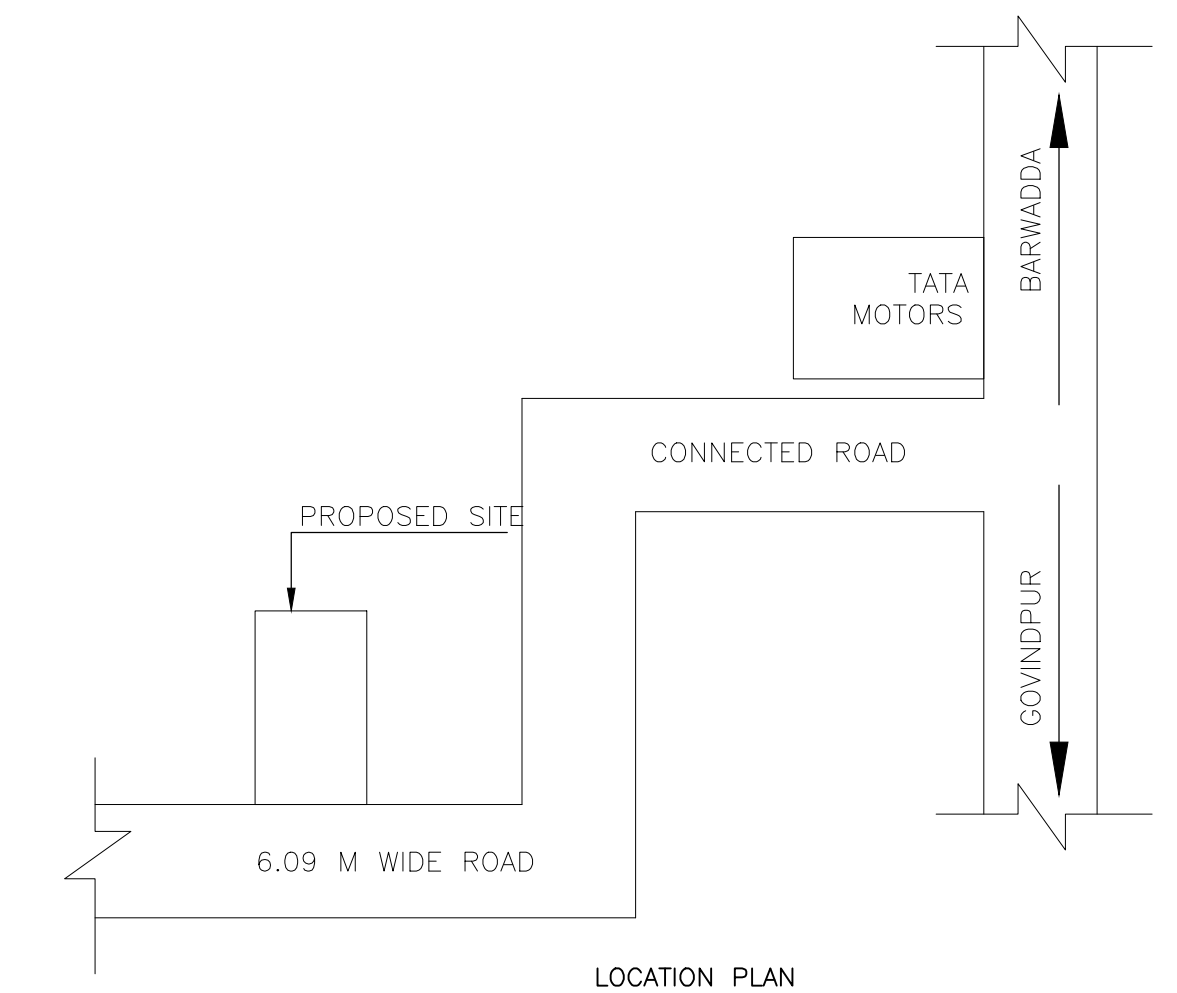 BARWADDA
TATA
MOTORS
CONNECTED ROAD
PROPOSED SITE
GOVINDPUR
6.09 M WIDE ROAD
LOCATION PLAN